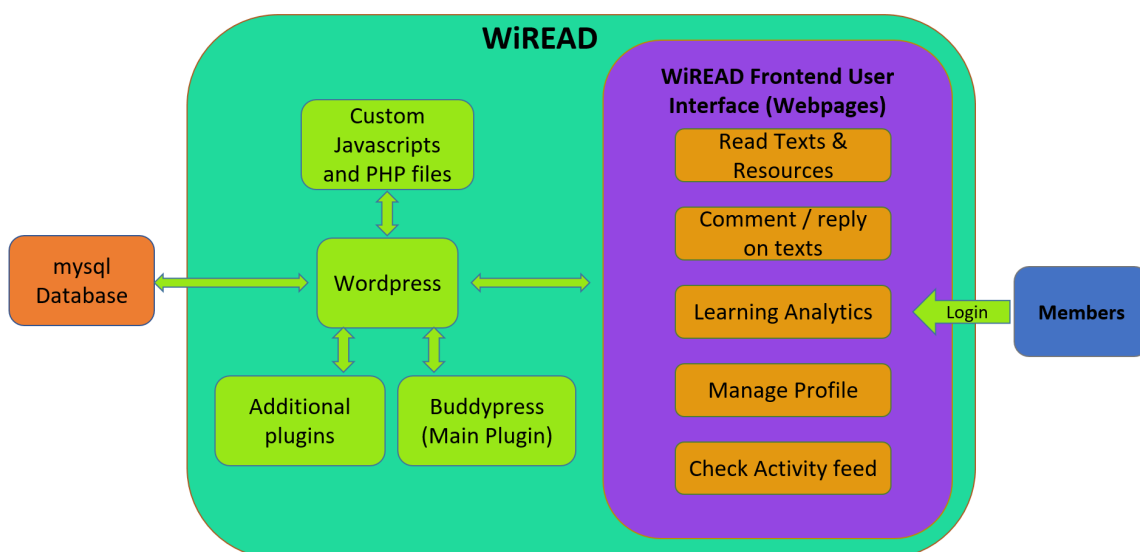 WiREAD
WiREAD Frontend User
Interface (Webpages)
Custom
Javascripts
and PHP files
Read Texts &
Resources
Comment / reply
on texts
mysql
Database
Wordpress
Learning Analytics
Login
Members
Manage Profile
Additional
plugins
Buddypress
(Main Plugin)
Check Activity feed